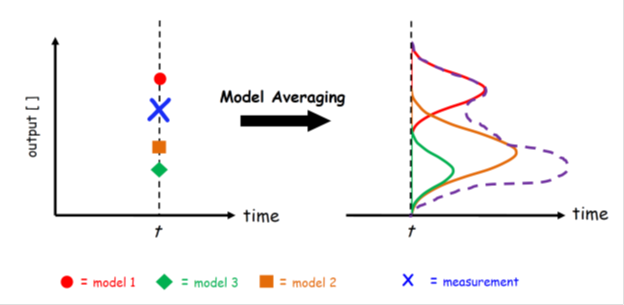 output [ ]
Model Averaging
time
t
time
t
= model 1
= model 3
= model 2
= measurement